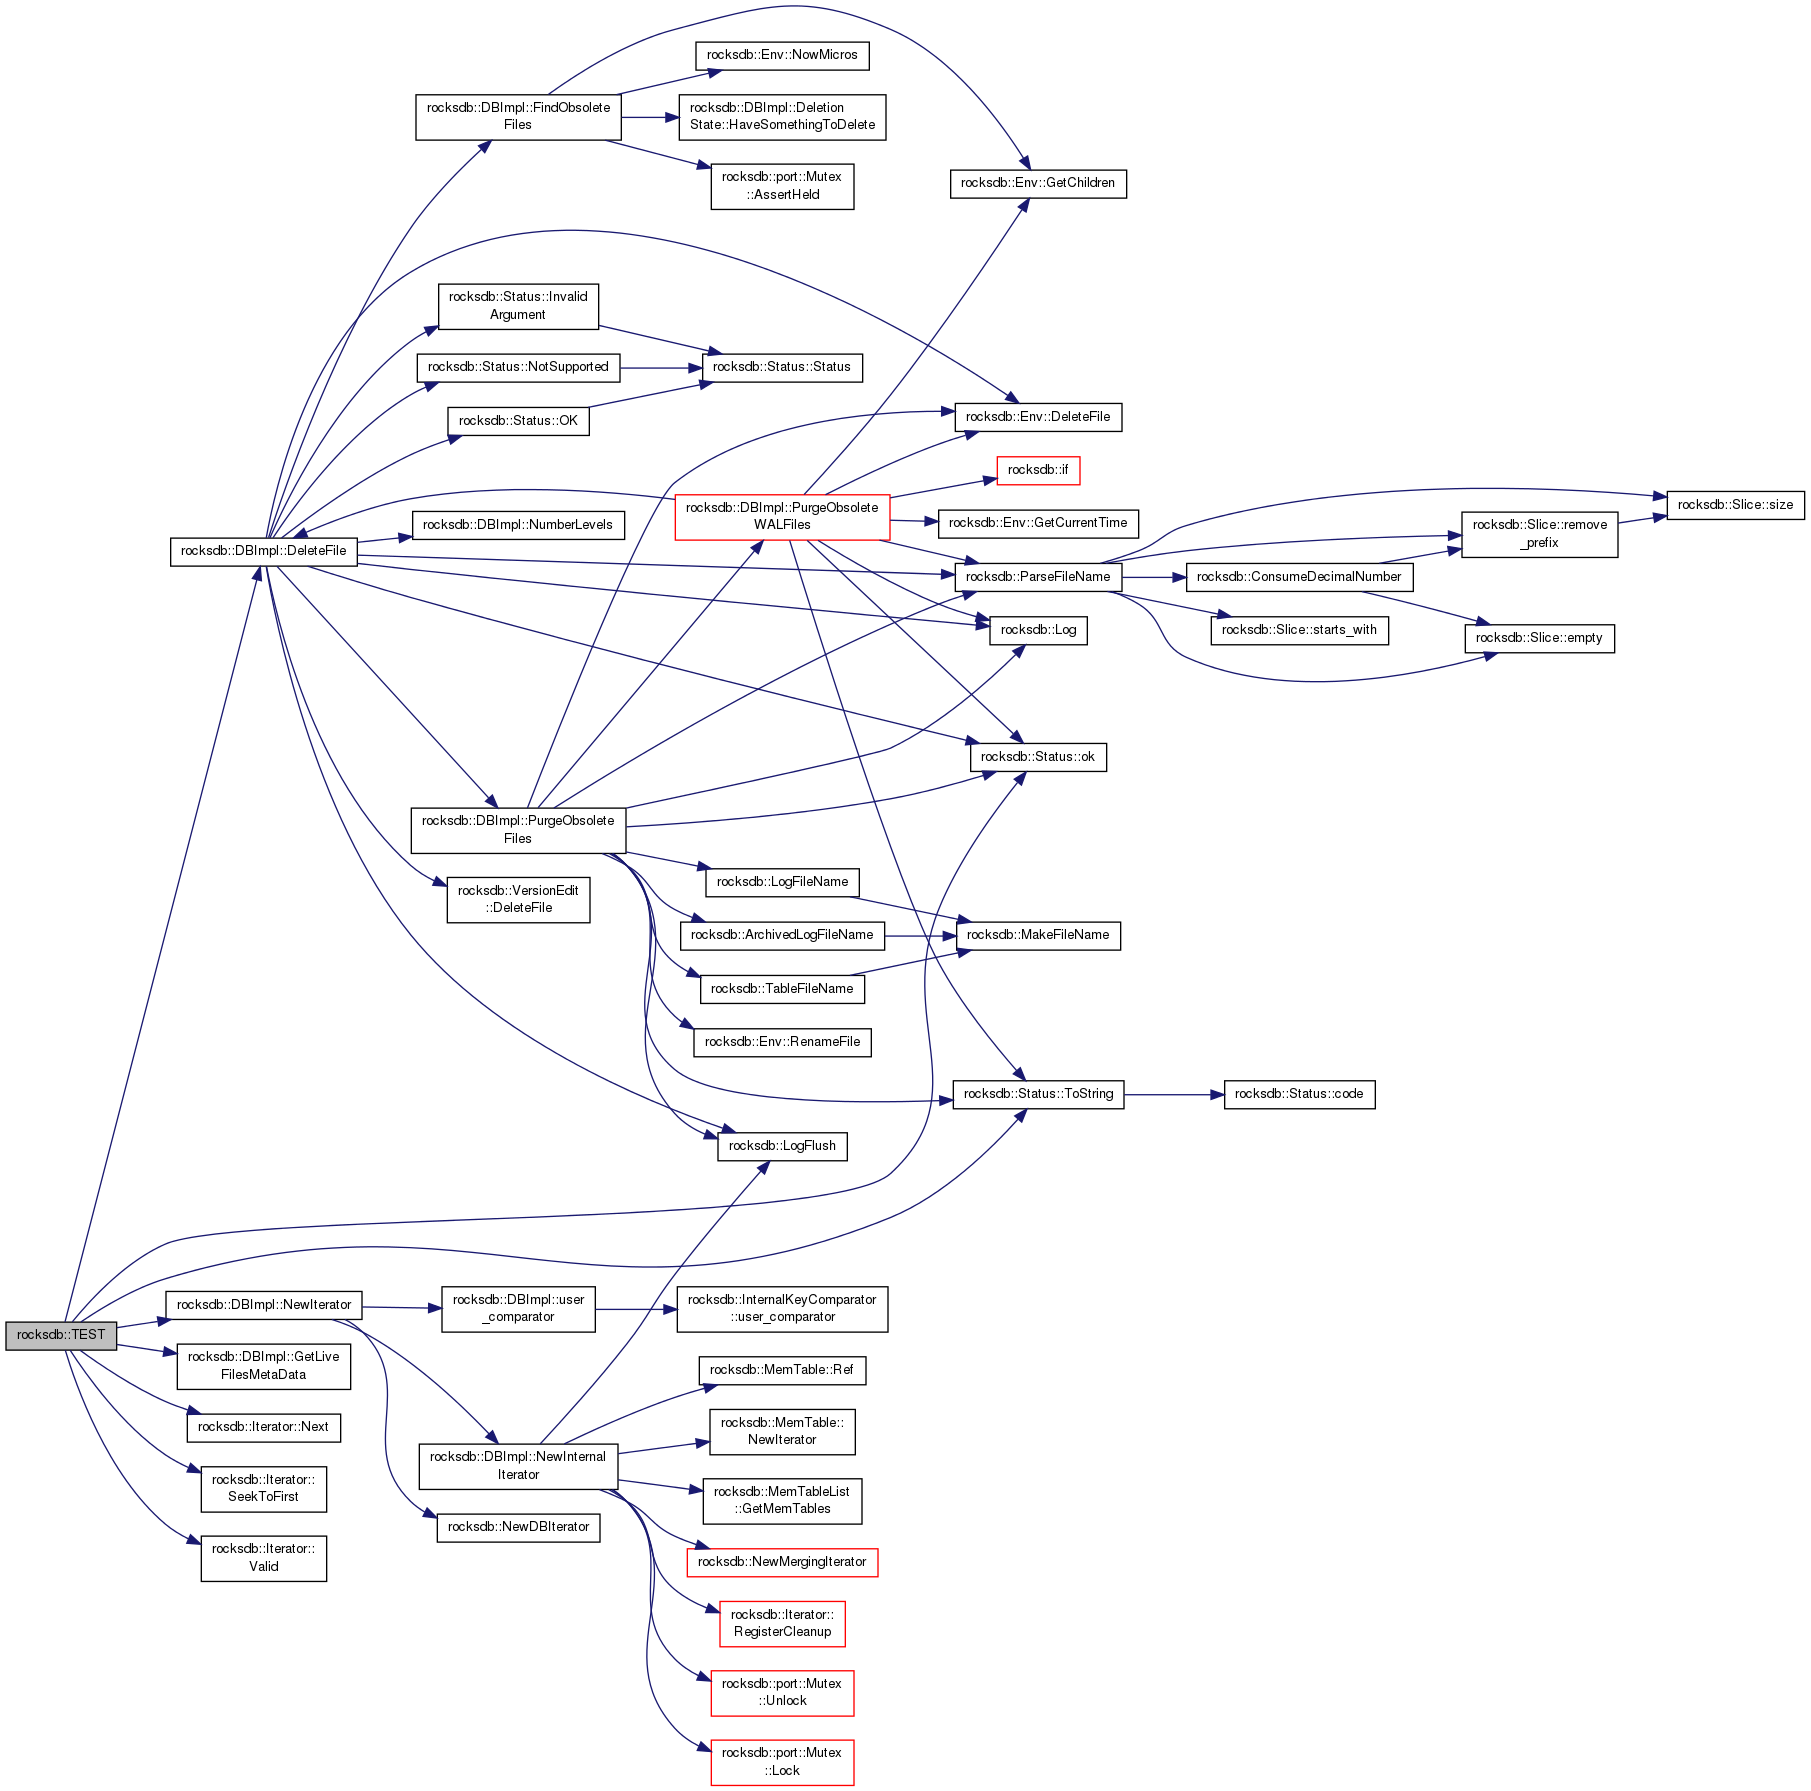 rocksdb::Env::NowMicros
rocksdb::DBImpl::FindObsolete
Files
rocksdb::DBImpl::Deletion
State::HaveSomethingToDelete
rocksdb::port::Mutex
::AssertHeld
rocksdb::Env::GetChildren
rocksdb::Status::Invalid
Argument
rocksdb::Status::NotSupported
rocksdb::Status::Status
rocksdb::Status::OK
rocksdb::Env::DeleteFile
rocksdb::if
rocksdb::DBImpl::PurgeObsolete
WALFiles
rocksdb::Slice::size
rocksdb::DBImpl::NumberLevels
rocksdb::Env::GetCurrentTime
rocksdb::Slice::remove
_prefix
rocksdb::DBImpl::DeleteFile
rocksdb::ParseFileName
rocksdb::ConsumeDecimalNumber
rocksdb::Log
rocksdb::Slice::starts_with
rocksdb::Slice::empty
rocksdb::Status::ok
rocksdb::DBImpl::PurgeObsolete
Files
rocksdb::LogFileName
rocksdb::VersionEdit
::DeleteFile
rocksdb::ArchivedLogFileName
rocksdb::MakeFileName
rocksdb::TableFileName
rocksdb::Env::RenameFile
rocksdb::Status::ToString
rocksdb::Status::code
rocksdb::LogFlush
rocksdb::DBImpl::NewIterator
rocksdb::DBImpl::user
_comparator
rocksdb::InternalKeyComparator
::user_comparator
rocksdb::TEST
rocksdb::DBImpl::GetLive
FilesMetaData
rocksdb::MemTable::Ref
rocksdb::Iterator::Next
rocksdb::MemTable::
NewIterator
rocksdb::DBImpl::NewInternal
Iterator
rocksdb::Iterator::
SeekToFirst
rocksdb::MemTableList
::GetMemTables
rocksdb::NewDBIterator
rocksdb::Iterator::
Valid
rocksdb::NewMergingIterator
rocksdb::Iterator::
RegisterCleanup
rocksdb::port::Mutex
::Unlock
rocksdb::port::Mutex
::Lock